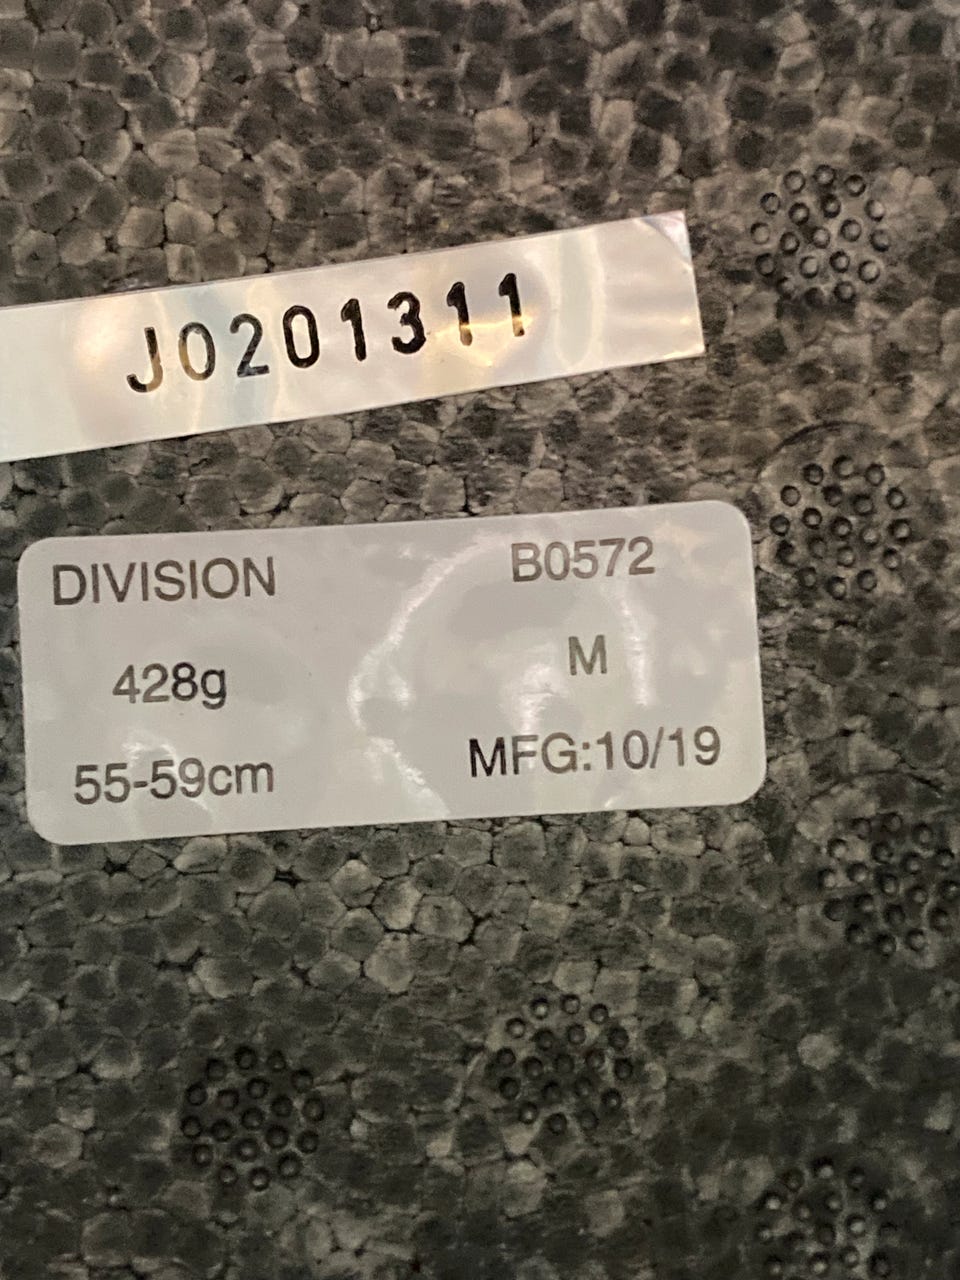 J0201311
DIVISION B0572
428g M
55-59cm MFG:10/19